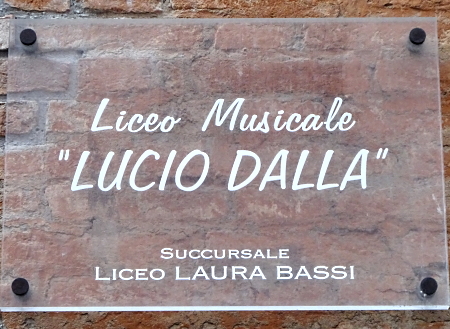 Liceo Musicale
"LUCIO DALLA"
SUCCURSALE
LICEO LAURA BASSI